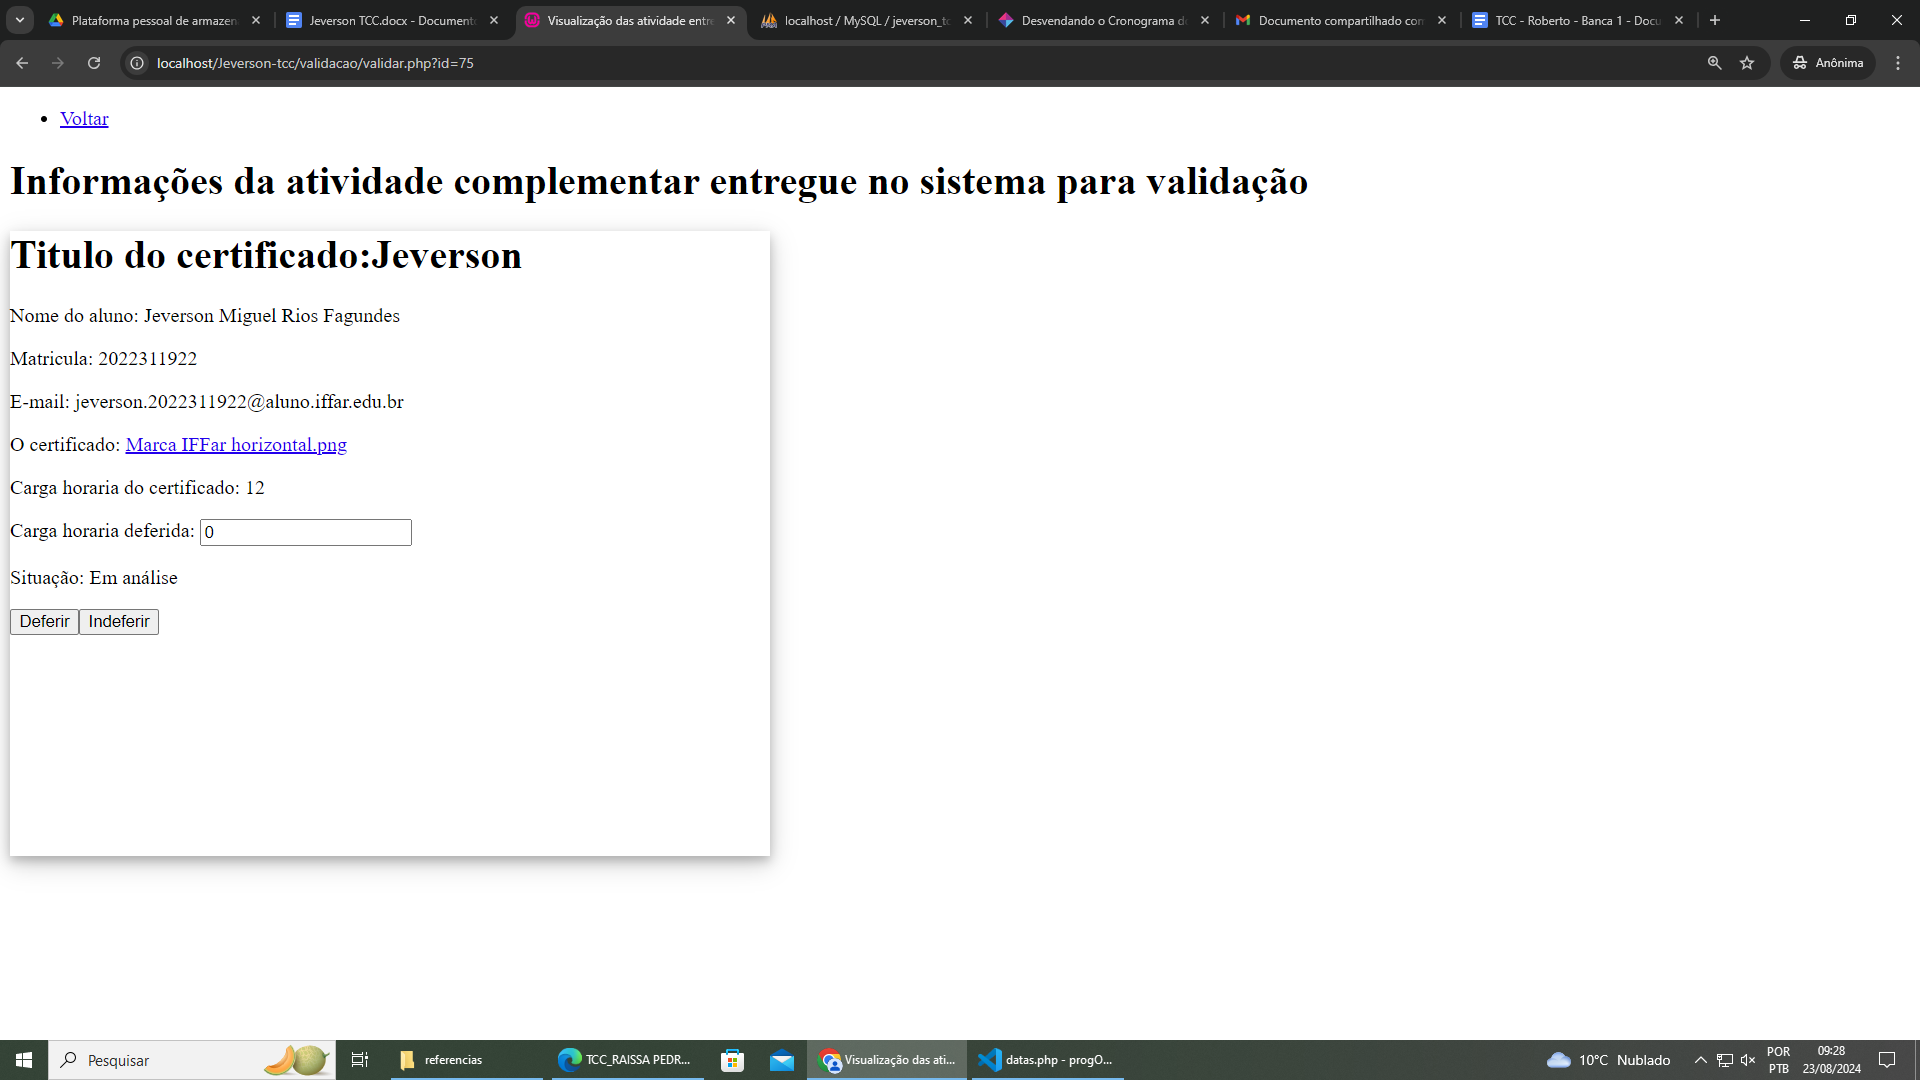 Plataforma pessoal de armazen
Jeverson TCC.docx - Documento
Visualização das atividade entre
localhost / MySQL / jeverson_tc
Desvendando o Cronograma de
Documento compartilhado com
TCC - Roberto - Banca 1 - Docu
localhost/Jeverson-tcc/validacao/validar.php?id=75
Anônima
Voltar
Informações da atividade complementar entregue no sistema para validação
Titulo do certificado:Jeverson
Nome do aluno: Jeverson Miguel Rios Fagundes
Matricula: 2022311922
E-mail: jeverson.2022311922@aluno.iffar.edu.br
O certificado: Marca IFFar horizontal.png
Carga horaria do certificado: 12
Carga horaria deferida: 0
Situação: Em análise
Deferir Indeferir
Pesquisar
referencias
TCC_RAISSA PEDR...
Visualização das ati...
datas.php - progO...
10°C Nublado
POR
PTB
09:28
23/08/2024